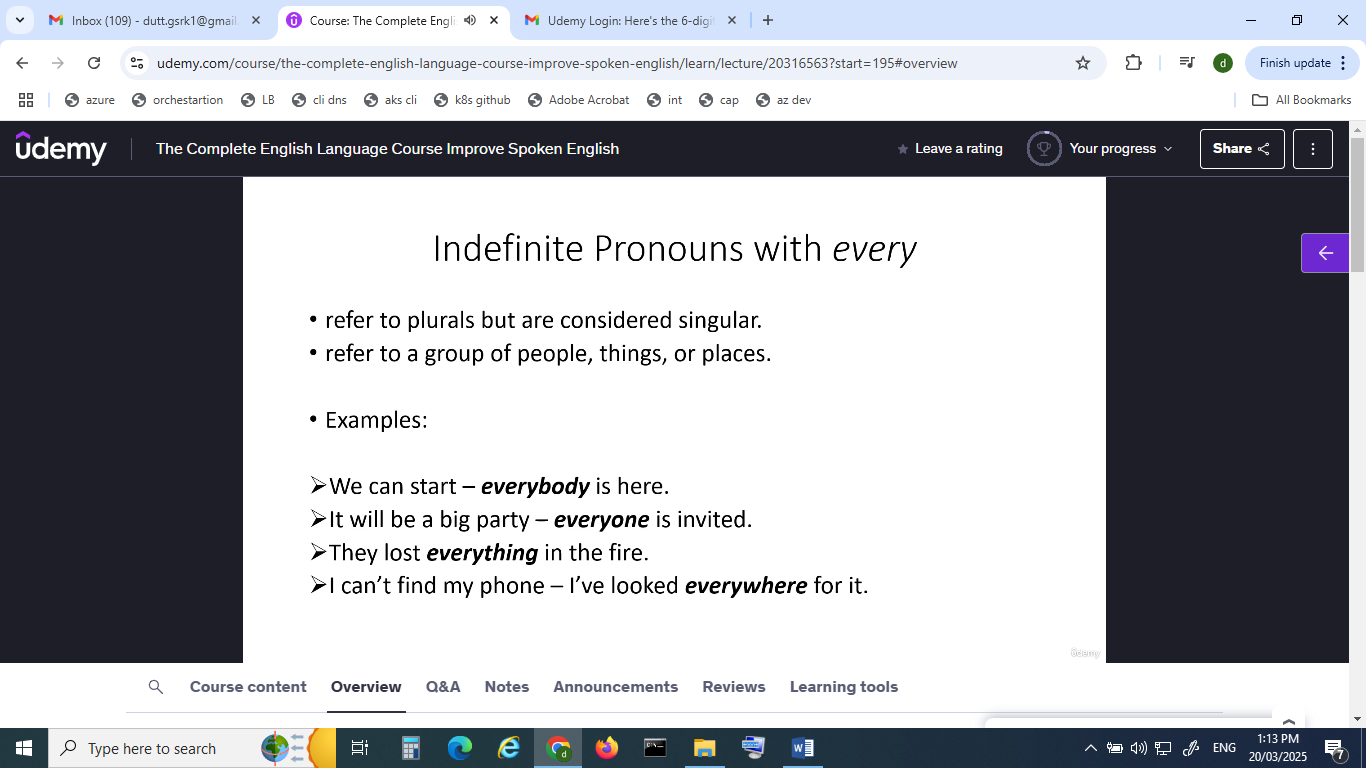 Inbox (109) - dutt.gsrk1@gmail
Course: The Complete Engli
Udemy Login: Here's the 6-digi
udemy.com/course/the-complete-english-language-course-improve-spoken-english/learn/lecture/20316563?start=195#overview
d
Finish update
azure
orchestartion
LB
cli dns
aks cli
k8s github
Adobe Acrobat
int
cap
az dev
All Bookmarks
udemy
The Complete English Language Course Improve Spoken English
Leave a rating
Your progress
Share
Indefinite Pronouns with every
• refer to plurals but are considered singular.
• refer to a group of people, things, or places.
• Examples:
➢We can start – everybody is here.
➢It will be a big party – everyone is invited.
➢They lost everything in the fire.
➢I can’t find my phone – I’ve looked everywhere for it.
udemy
Course content
Overview
Q&A
Notes
Announcements
Reviews
Learning tools
Type here to search
ENG
1:13 PM
20/03/2025
7